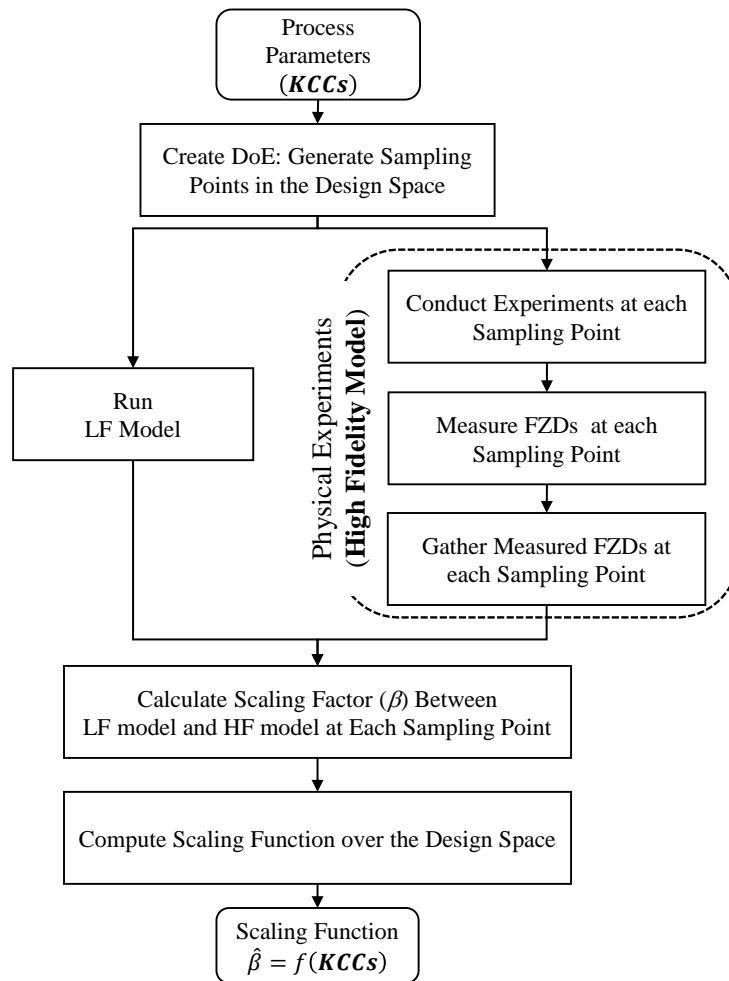 Process
Parameters
(KCCs)
Create DoE: Generate Sampling
Points in the Design Space
Conduct Experiments at each
Sampling Point
Run
LF Model
Measure FZDs at each
Sampling Point
Gather Measured FZDs at
each Sampling Point
Physical Experiments
(High Fidelity Model)
Calculate Scaling Factor (β) Between
LF model and HF model at Each Sampling Point
Compute Scaling Function over the Design Space
Scaling Function
β̂ = f(KCCs)